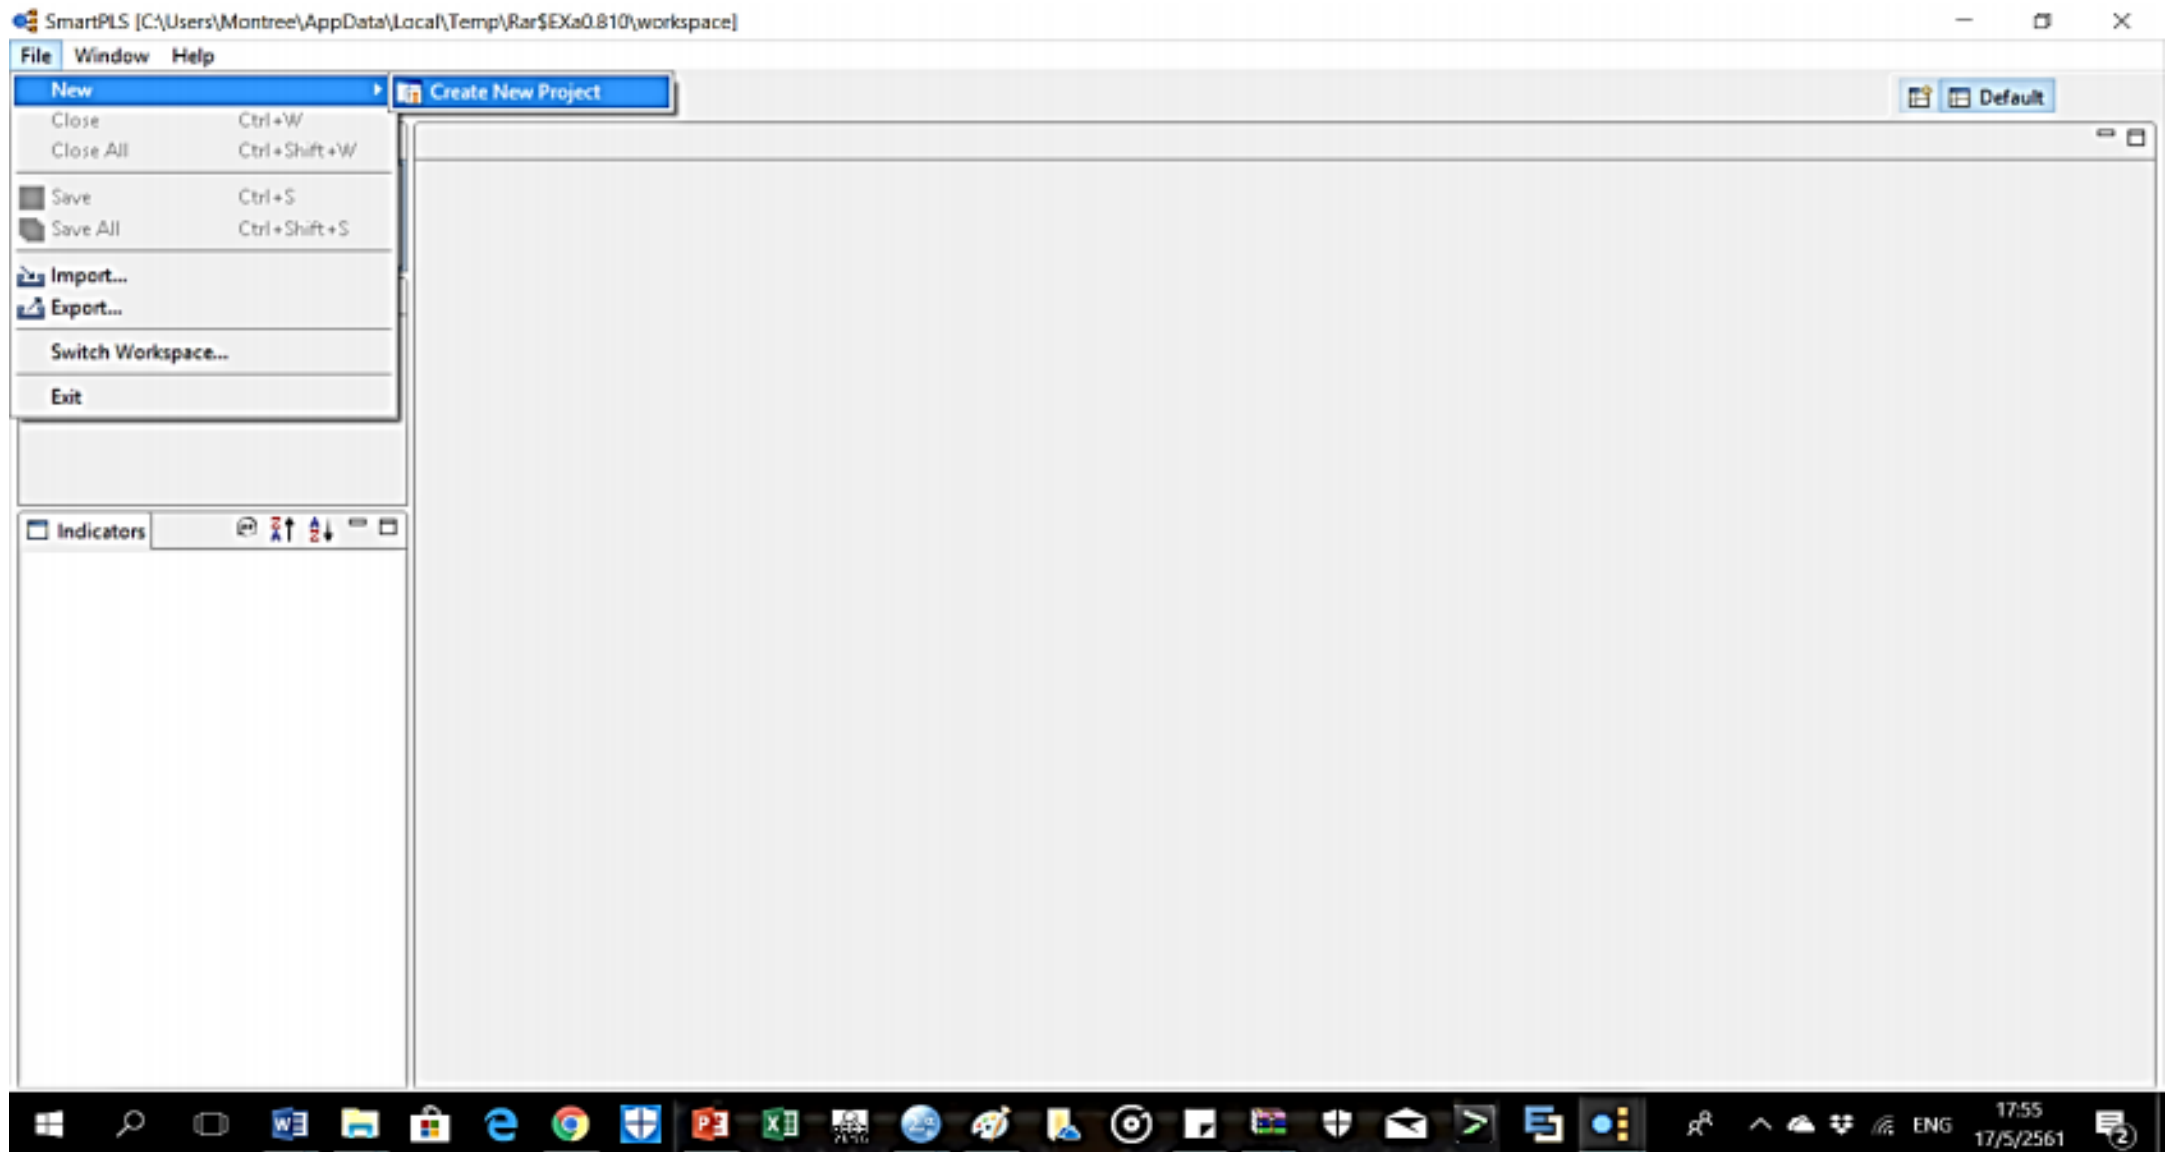 SmartPLS [C:\Users\Montree\AppData\Local\Temp\Rar$EXa0.810\workspace]
File Window Help
New
Create New Project
Default
Close Ctrl+W
Close All Ctrl+Shift+W
Save Ctrl+S
Save All Ctrl+Shift+S
Import...
Export...
Switch Workspace...
Exit
Indicators
ENG
17:55
17/5/2561
2